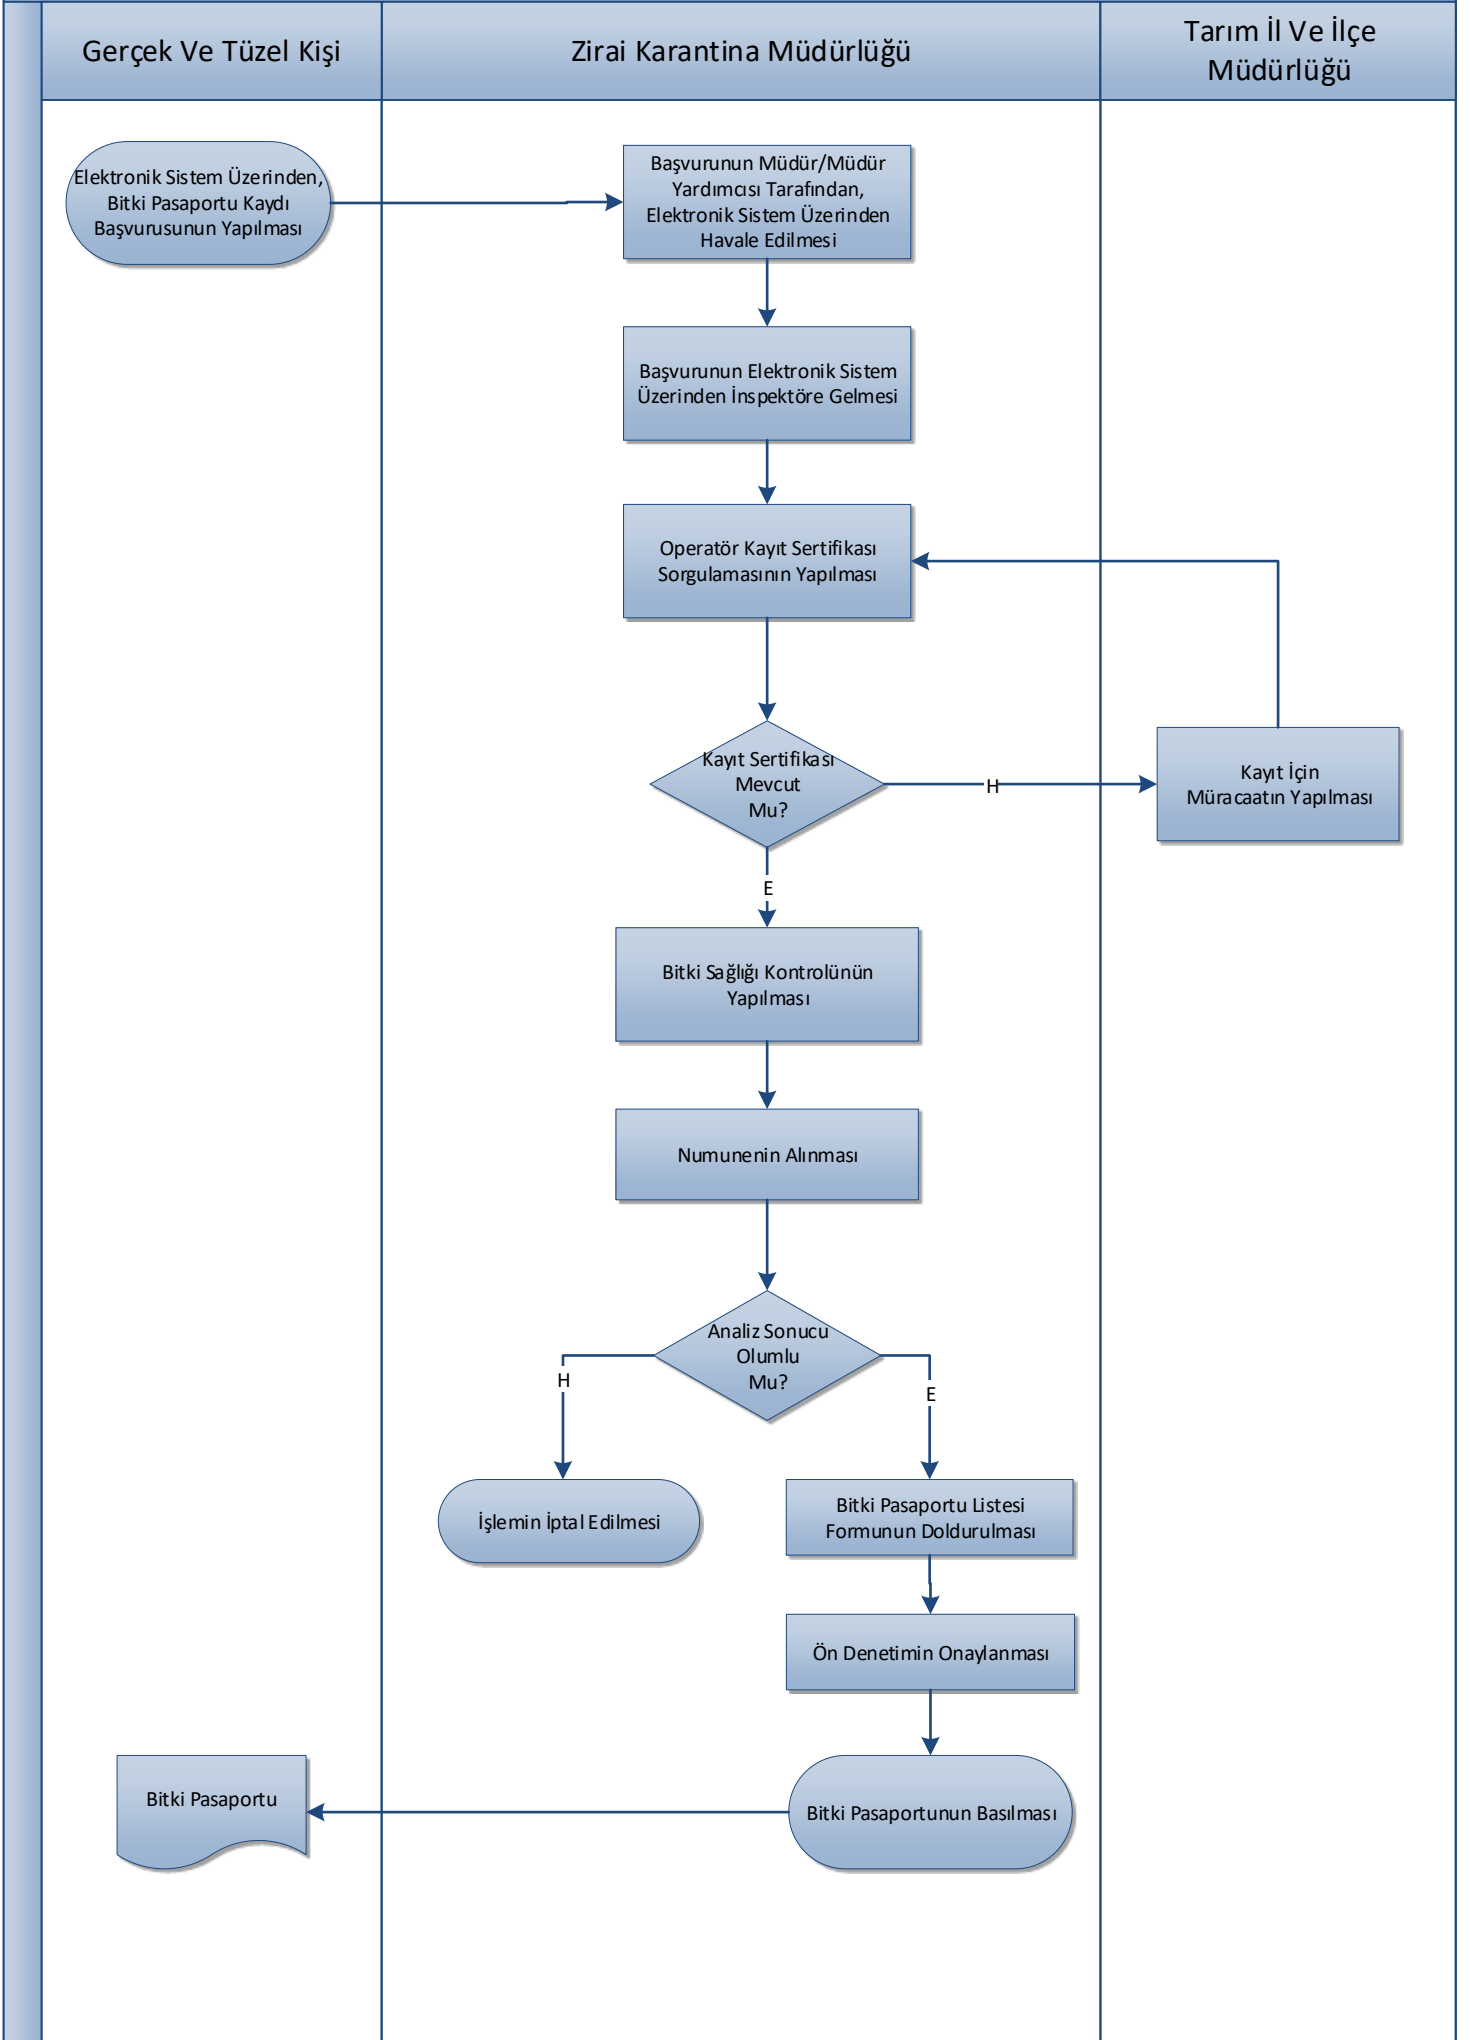 Gerçek Ve Tüzel Kişi
Zirai Karantina Müdürlüğü
Tarım İl Ve İlçe
Müdürlüğü
Elektronik Sistem Üzerinden,
Bitki Pasaportu Kaydı
Başvurusunun Yapılması
Başvurunun Müdür/Müdür
Yardımcısı Tarafından,
Elektronik Sistem Üzerinden
Havale Edilmesi
Başvurunun Elektronik Sistem
Üzerinden İnspektöre Gelmesi
Operatör Kayıt Sertifikası
Sorgulamasının Yapılması
Kayıt Sertifikası
Mevcut
Mu?
H
Kayıt İçin
Müracaatın Yapılması
E
Bitki Sağlığı Kontrolünün
Yapılması
Numunenin Alınması
Analiz Sonucu
Olumlu
Mu?
H
E
İşlemin İptal Edilmesi
Bitki Pasaportu Listesi
Formunun Doldurulması
Ön Denetimin Onaylanması
Bitki Pasaportu
Bitki Pasaportunun Basılması